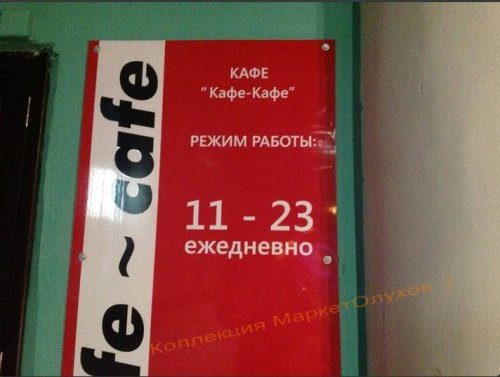 КАФЕ
"Кафе-Кафе"
РЕЖИМ РАБОТЫ:
11 - 23
ежедневно
fe ~ cafe
Коллекция МаркетОлухов